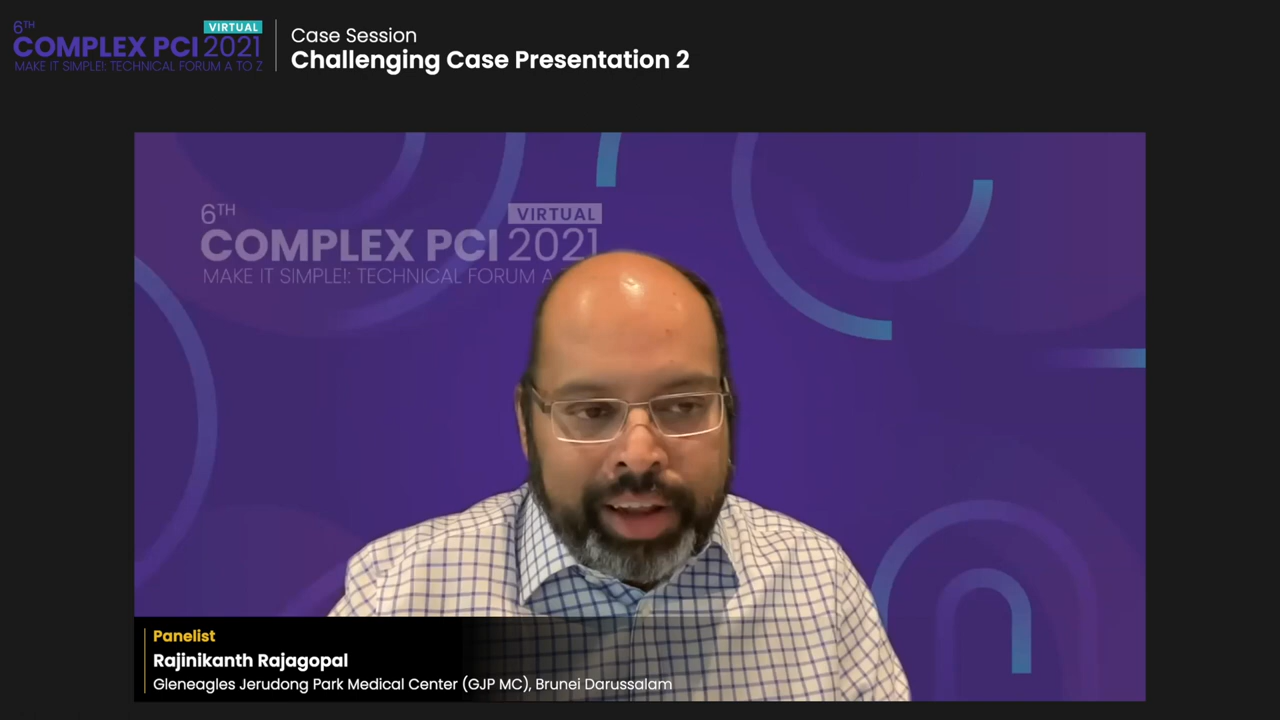 6TH VIRTUAL
COMPLEX PCI 2021
MAKE IT SIMPLE!: TECHNICAL FORUM A TO Z
Case Session
Challenging Case Presentation 2
6TH VIRTUAL
COMPLEX PCI 2021
MAKE IT SIMPLE!: TECHNICAL FORUM A
Panelist
Rajinikanth Rajagopal
Gleneagles Jerudong Park Medical Center (GJP MC), Brunei Darussalam